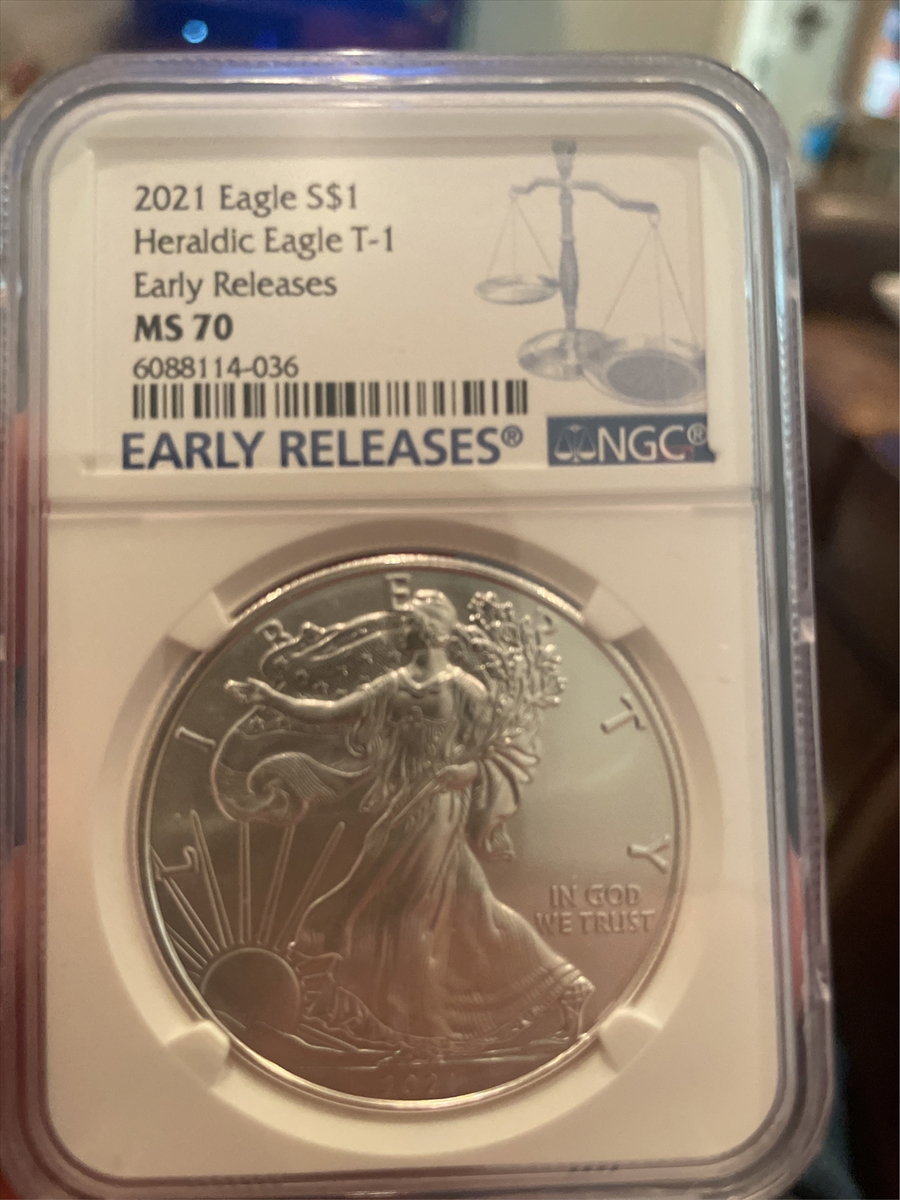 2021 Eagle S$1
Heraldic Eagle T-1
Early Releases
MS 70
6088114-036
EARLY RELEASES®
NGC®
LIBERTY
IN GOD
WE TRUST
2021